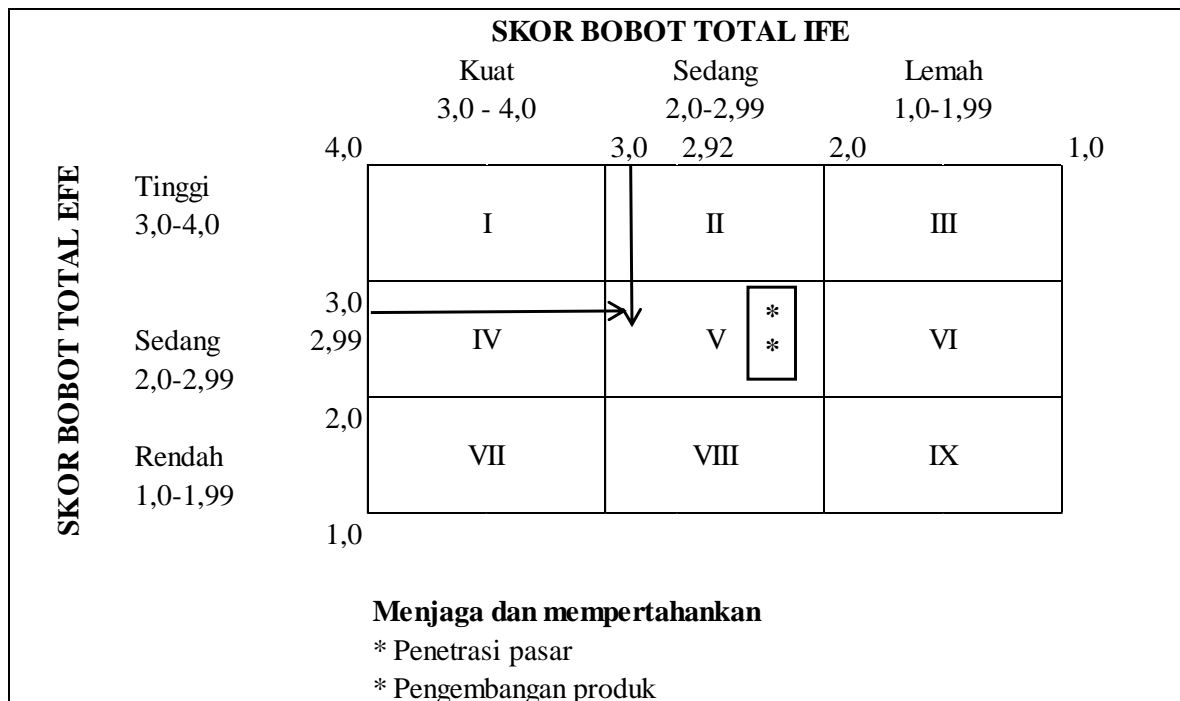 SKOR BOBOT TOTAL IFE
Kuat Sedang Lemah
3,0 - 4,0 2,0-2,99 1,0-1,99
4,0 3,0 2,92 2,0 1,0
SKOR BOBOT TOTAL EFE
Tinggi
3,0-4,0
I II III
3,0
Sedang 2,99 IV V * VI
*
2,0-2,99
2,0
Rendah VII VIII IX
1,0-1,99
1,0
Menjaga dan mempertahankan
* Penetrasi pasar
* Pengembangan produk